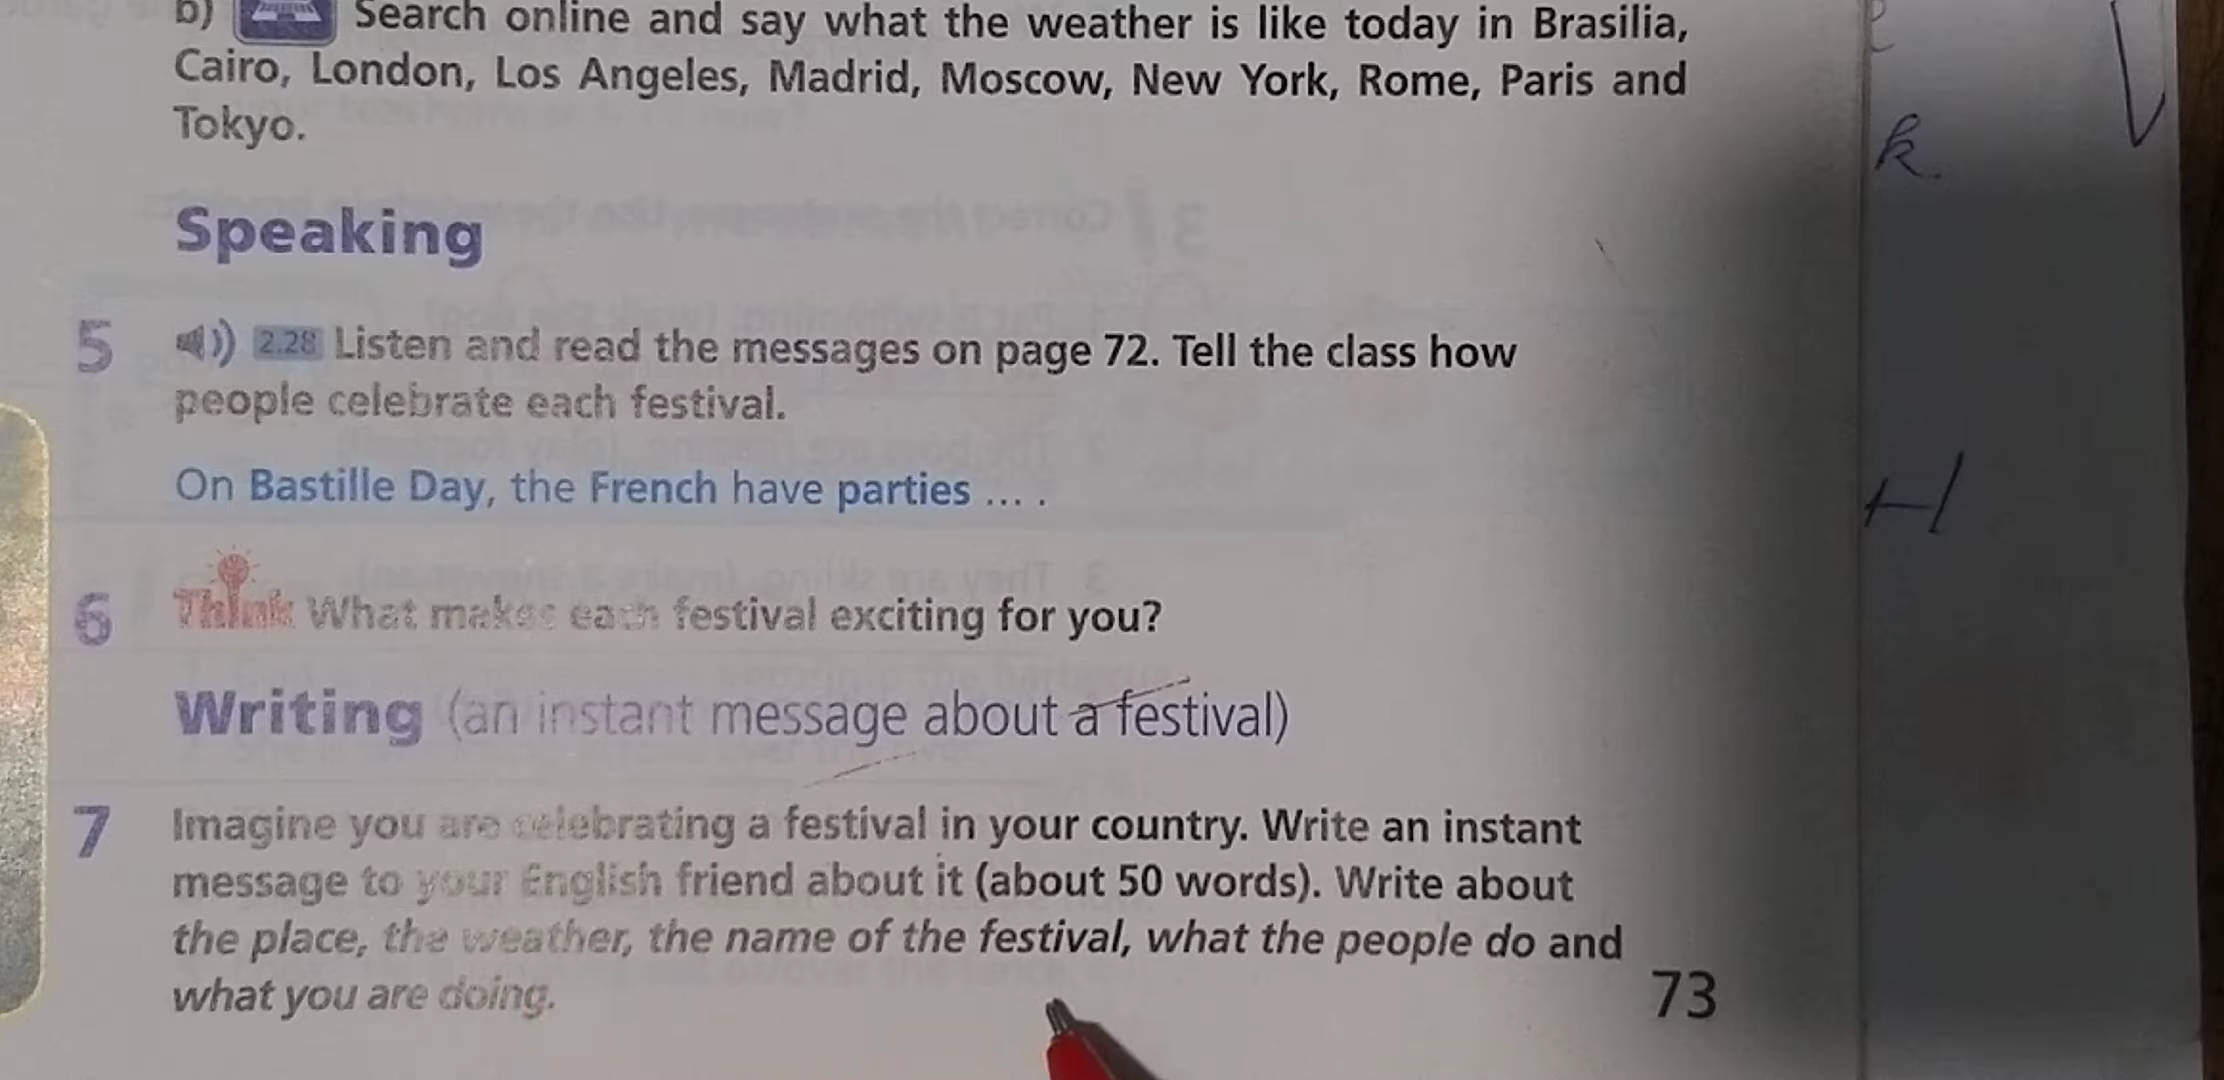 b) Search online and say what the weather is like today in Brasilia,
Cairo, London, Los Angeles, Madrid, Moscow, New York, Rome, Paris and
Tokyo.
Speaking
5 2.28 Listen and read the messages on page 72. Tell the class how
people celebrate each festival.
On Bastille Day, the French have parties ... .
6 Think What makes each festival exciting for you?
Writing (an instant message about a festival)
7 Imagine you are celebrating a festival in your country. Write an instant
message to your English friend about it (about 50 words). Write about
the place, the weather, the name of the festival, what the people do and
what you are doing.
73
k.